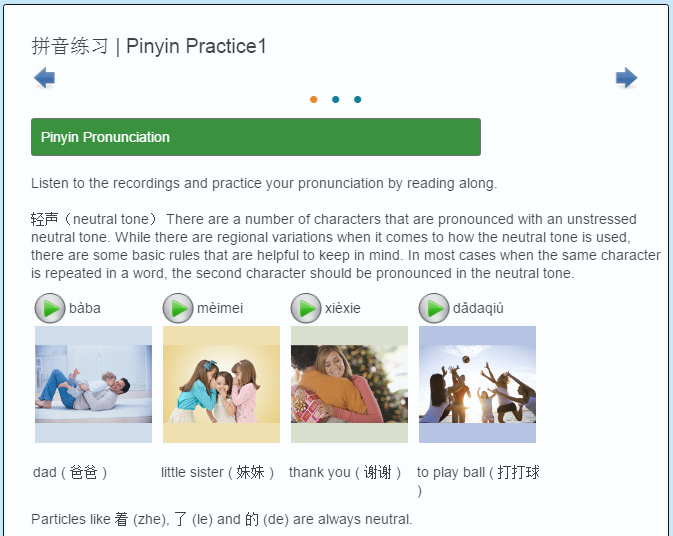 拼音练习 | Pinyin Practice1
Pinyin Pronunciation
Listen to the recordings and practice your pronunciation by reading along.
轻声（neutral tone） There are a number of characters that are pronounced with an unstressed
neutral tone. While there are regional variations when it comes to how the neutral tone is used,
there are some basic rules that are helpful to keep in mind. In most cases when the same character
is repeated in a word, the second character should be pronounced in the neutral tone.
bàba mèimei xièxie dǎdaqiú
dad ( 爸爸 ) little sister ( 妹妹 ) thank you ( 谢谢 ) to play ball ( 打打球
)
Particles like 着 (zhe), 了 (le) and 的 (de) are always neutral.